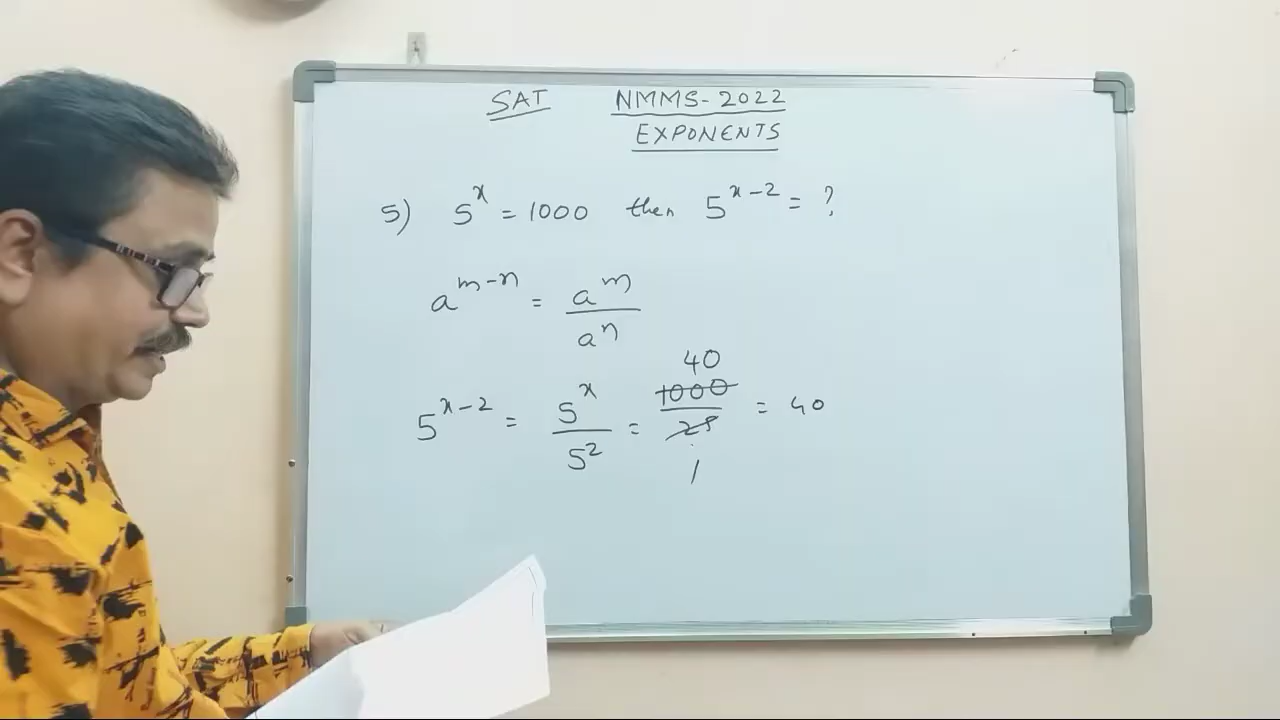 SAT NMMS-2022
EXPONENTS
5) 5^x = 1000 then 5^{x-2} = ?
a^{m-n} = a^m / a^n
5^{x-2} = 5^x / 5^2 = 1000 / 25 = 40
40
1